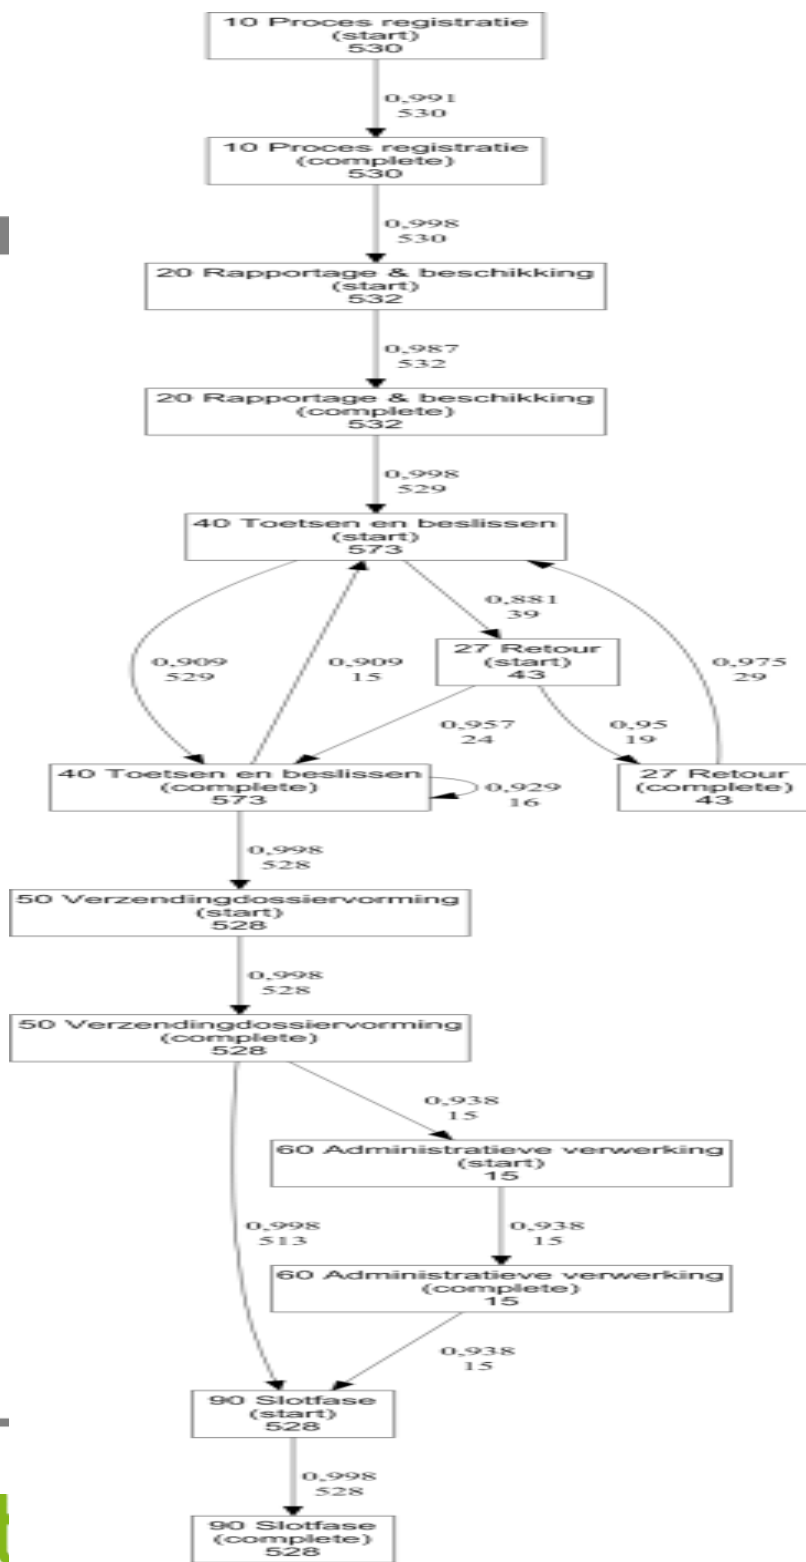 10 Proces registratie
(start)
530
0,991
530
10 Proces registratie
(complete)
530
0,998
530
20 Rapportage & beschikking
(start)
532
0,987
532
20 Rapportage & beschikking
(complete)
532
0,998
529
40 Toetsen en beslissen
(start)
573
0,881
39
27 Retour
(start)
43
0,909
529
0,909
15
0,975
29
0,957
24
0,95
19
40 Toetsen en beslissen
(complete)
573
0,929
16
27 Retour
(complete)
43
0,998
528
50 Verzendingdossiervorming
(start)
528
0,998
528
50 Verzendingdossiervorming
(complete)
528
0,938
15
60 Administratieve verwerking
(start)
15
0,998
513
0,938
15
60 Administratieve verwerking
(complete)
15
0,938
15
90 Slotfase
(start)
528
0,998
528
90 Slotfase
(complete)
528